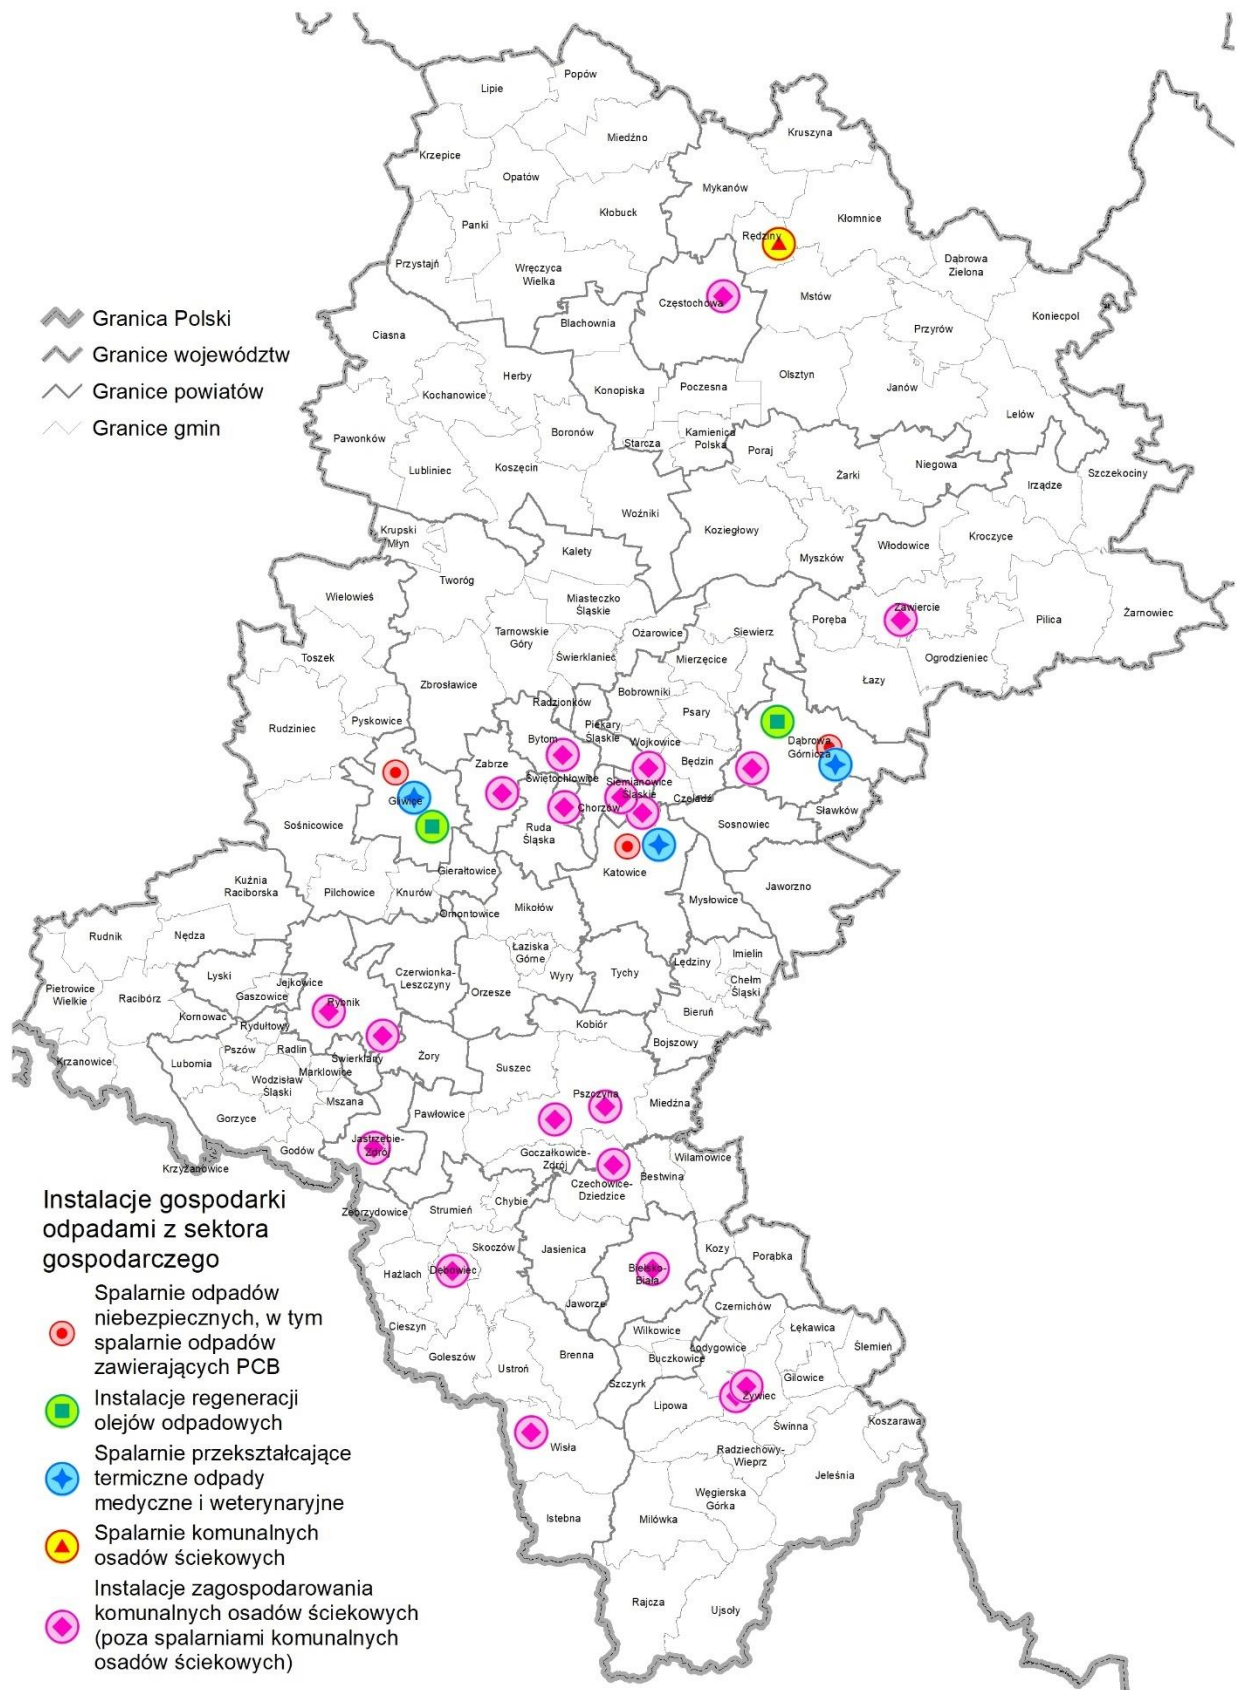 Lipie
Popów
Miedźno
Kruszyna
Krzepice
Opatów
Mykanów
Kłobuck
Kłomnice
Panki
Rędziny
Przystajń
Wręczyca
Wielka
Dąbrowa
Zielona
Częstochowa
Mstów
Koniecpol
Granica Polski
Blachownia
Przyrów
Ciasna
Granice województw
Herby
Konopiska
Poczesna
Olsztyn
Janów
Granice powiatów
Kochanowice
Lelów
Granice gmin
Pawonków
Boronów
Starcza
Kamienica
Polska
Poraj
Lubliniec
Koszęcin
Żarki
Niegowa
Szczekociny
Irządze
Woźniki
Krupski
Młyn
Koziegłowy
Kroczyce
Kalety
Myszków
Włodowice
Tworóg
Wielowieś
Miasteczko
Śląskie
Zawiercie
Żarnowiec
Tarnowskie
Góry
Ożarowice
Siewierz
Poręba
Pilica
Toszek
Świerklaniec
Mierzęcice
Ogrodzieniec
Zbrosławice
Bobrowniki
Łazy
Radzionków
Rudziniec
Pyskowice
Piekary
Śląskie
Psary
Bytom
Wojkowice
Dąbrowa
Górnicza
Zabrze
Będzin
Świętochłowice
Siemianowice
Śląskie
Gliwice
Chorzów
Czeladź
Sławków
Sośnicowice
Ruda
Śląska
Sosnowiec
Katowice
Gierałtowice
Kuźnia
Raciborska
Pilchowice
Knurów
Jaworzno
Mysłowice
Ornontowice
Mikołów
Rudnik
Nędza
Łaziska
Górne
Imielin
Lędziny
Lyski
Czerwionka-
Leszczyny
Wyry
Tychy
Chełm
Śląski
Pietrowice
Wielkie
Racibórz
Jejkowice
Gaszowice
Orzesze
Rybnik
Bieruń
Kornowac
Rydułtowy
Kobiór
Bojszowy
Krzanowice
Lubomia
Pszów
Radlin
Świerklany
Żory
Suszec
Marklowice
Wodzisław
Śląski
Mszana
Pszczyna
Miedźna
Gorzyce
Pawłowice
Jastrzębie-
Zdrój
Godów
Goczałkowice-
Zdrój
Wilamowice
Krzyżanowice
Czechowice-
Dziedzice
Bestwina
Zebrzydowice
Strumień
Chybie
Skoczów
Jasienica
Kozy
Porąbka
Hażlach
Dębowiec
Bielsko-
Biała
Jaworze
Czernichów
Cieszyn
Wilkowice
Łękawica
Goleszów
Brenna
Łodygowice
Ślemień
Ustroń
Buczkowice
Gilowice
Szczyrk
Żywiec
Lipowa
Świnna
Koszarawa
Wisła
Radziechowy-
Wieprz
Jeleśnia
Węgierska
Górka
Istebna
Milówka
Rajcza
Ujsoły
Instalacje gospodarki
odpadami z sektora
gospodarczego
Spalarnie odpadów
niebezpiecznych, w tym
spalarnie odpadów
zawierających PCB
Instalacje regeneracji
olejów odpadowych
Spalarnie przekształcające
termiczne odpady
medyczne i weterynaryjne
Spalarnie komunalnych
osadów ściekowych
Instalacje zagospodarowania
komunalnych osadów ściekowych
(poza spalarniami komunalnych
osadów ściekowych)